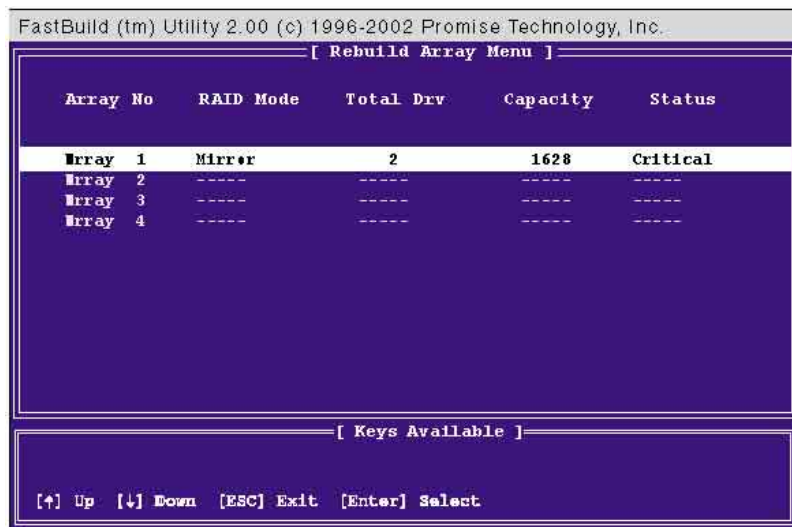 FastBuild (tm) Utility 2.00 (c) 1996-2002 Promise Technology, Inc.
[ Rebuild Array Menu ]
Array No RAID Mode Total Drv Capacity Status
Array 1 Mirror 2 1628 Critical
Array 2 ----- ----- ----- -----
Array 3 ----- ----- ----- -----
Array 4 ----- ----- ----- -----
[ Keys Available ]
[↑] Up [↓] Down [ESC] Exit [Enter] Select